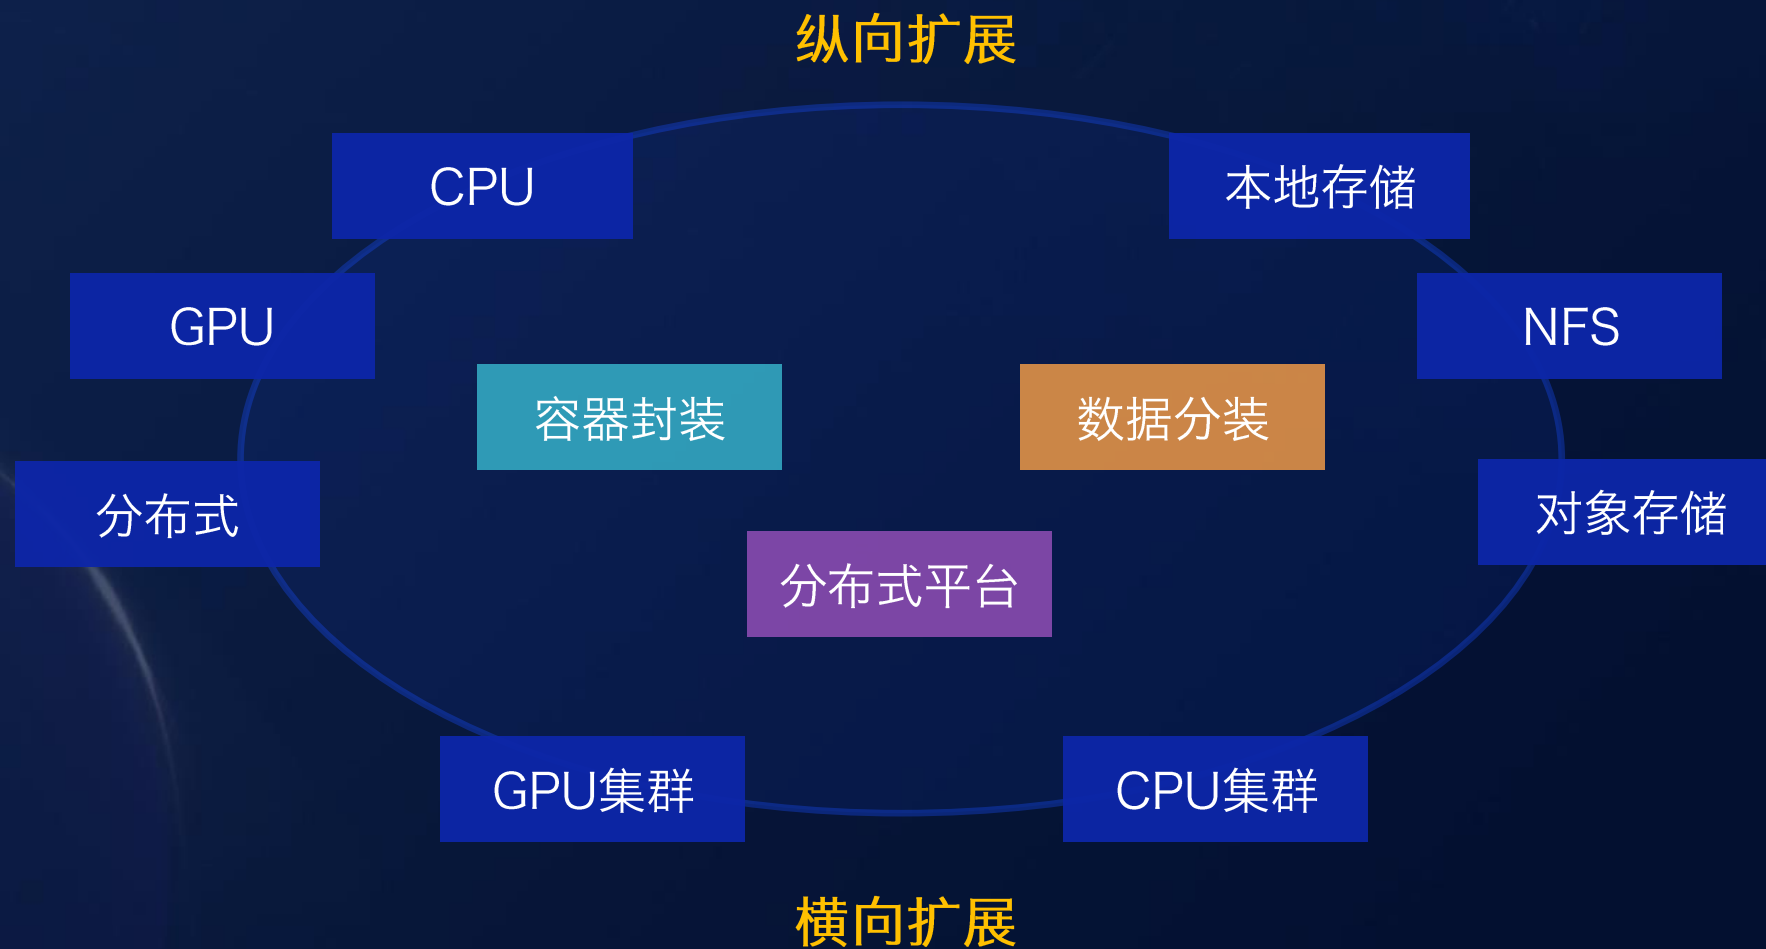 纵向扩展
CPU
本地存储
GPU
NFS
容器封装
数据分装
分布式
对象存储
分布式平台
GPU集群
CPU集群
横向扩展